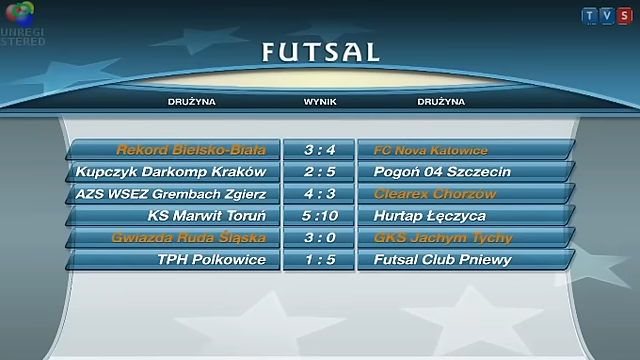 UNREGI
STERED
TVS
FUTSAL
DRUŻYNA WYNIK DRUŻYNA
Rekord Bielsko-Biała 3 : 4 FC Nova Katowice
Kupczyk Darkomp Kraków 2 : 5 Pogoń 04 Szczecin
AZS WSEZ Grembach Zgierz 4 : 3 Clearex Chorzów
KS Marwit Toruń 5 :10 Hurtap Łęczyca
Gwiazda Ruda Śląska 3 : 0 GKS Jachym Tychy
TPH Polkowice 1 : 5 Futsal Club Pniewy